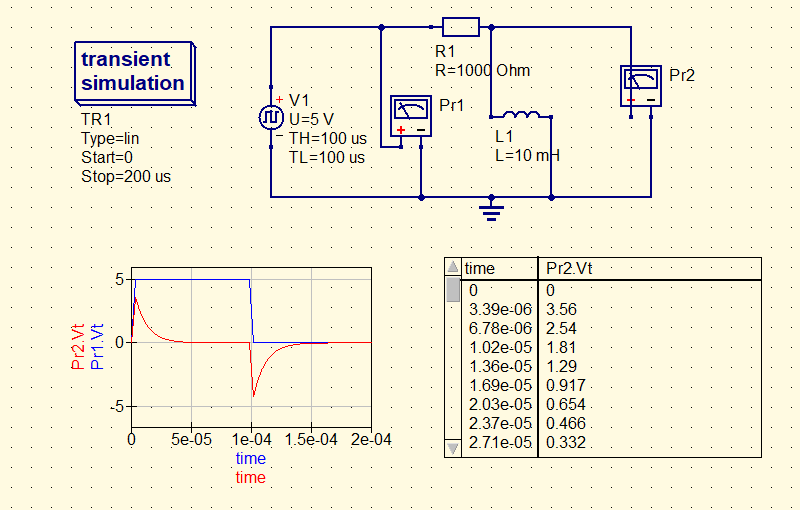 transient
simulation
TR1
Type=lin
Start=0
Stop=200 us
+
V1
U=5 V
TH=100 us
TL=100 us
−
Pr1
+ −
R1
R=1000 Ohm
L1
L=10 mH
Pr2
+ −
Pr2.Vt
Pr1.Vt
5
0
-5
0 5e-05 1e-04 1.5e-04 2e-04
time
time
time Pr2.Vt
0 0
3.39e-06 3.56
6.78e-06 2.54
1.02e-05 1.81
1.36e-05 1.29
1.69e-05 0.917
2.03e-05 0.654
2.37e-05 0.466
2.71e-05 0.332